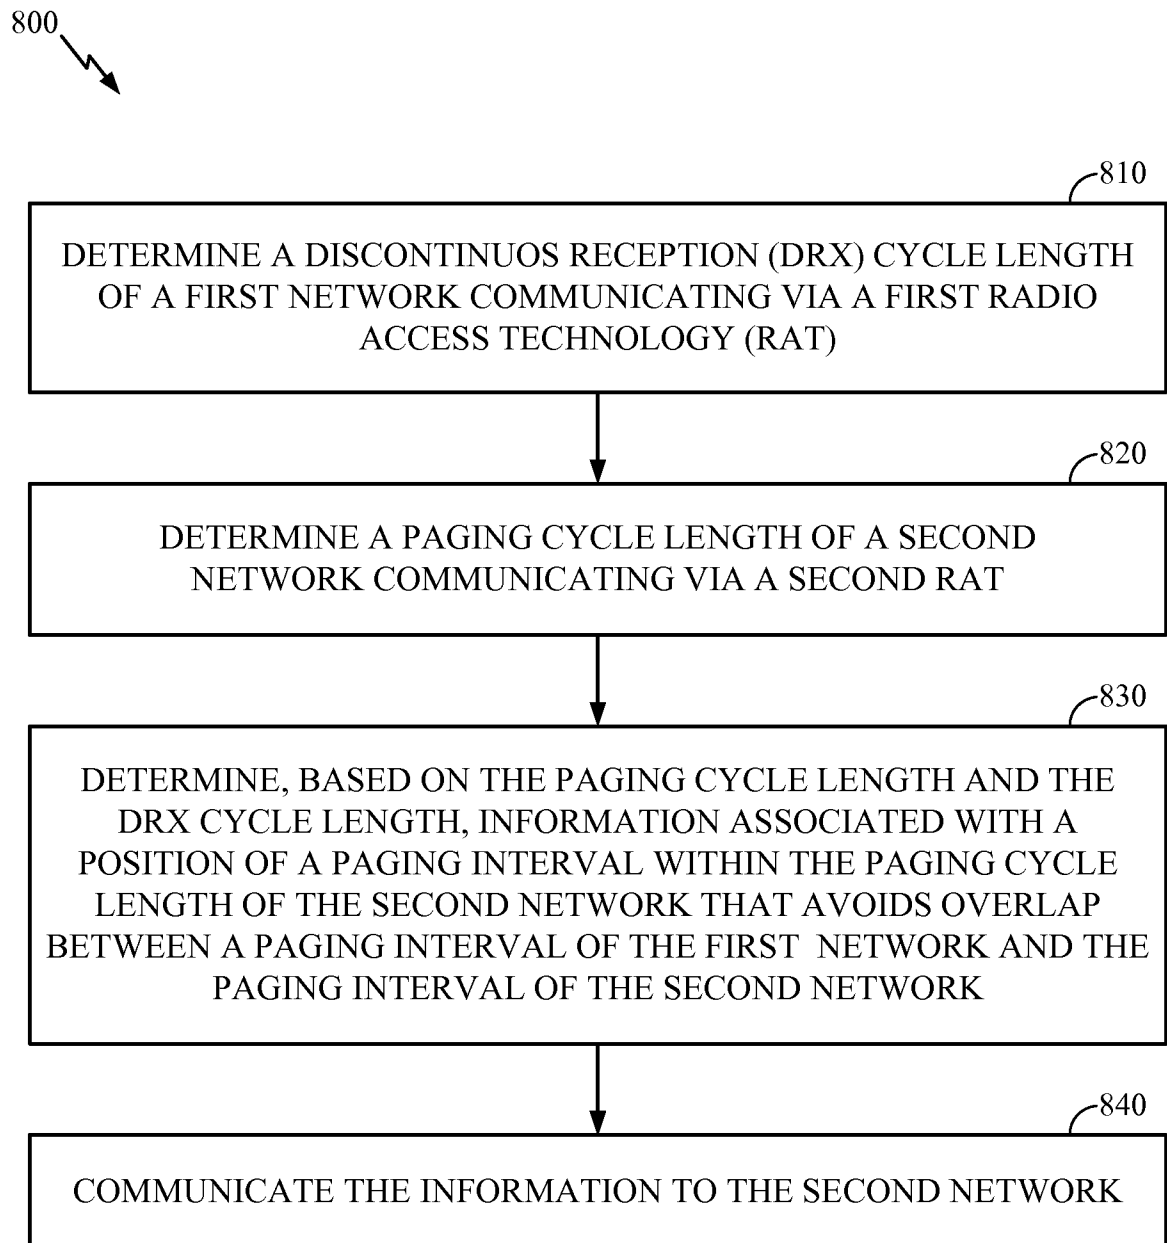 800
810
DETERMINE A DISCONTINUOS RECEPTION (DRX) CYCLE LENGTH
OF A FIRST NETWORK COMMUNICATING VIA A FIRST RADIO
ACCESS TECHNOLOGY (RAT)
820
DETERMINE A PAGING CYCLE LENGTH OF A SECOND
NETWORK COMMUNICATING VIA A SECOND RAT
830
DETERMINE, BASED ON THE PAGING CYCLE LENGTH AND THE
DRX CYCLE LENGTH, INFORMATION ASSOCIATED WITH A
POSITION OF A PAGING INTERVAL WITHIN THE PAGING CYCLE
LENGTH OF THE SECOND NETWORK THAT AVOIDS OVERLAP
BETWEEN A PAGING INTERVAL OF THE FIRST NETWORK AND THE
PAGING INTERVAL OF THE SECOND NETWORK
840
COMMUNICATE THE INFORMATION TO THE SECOND NETWORK